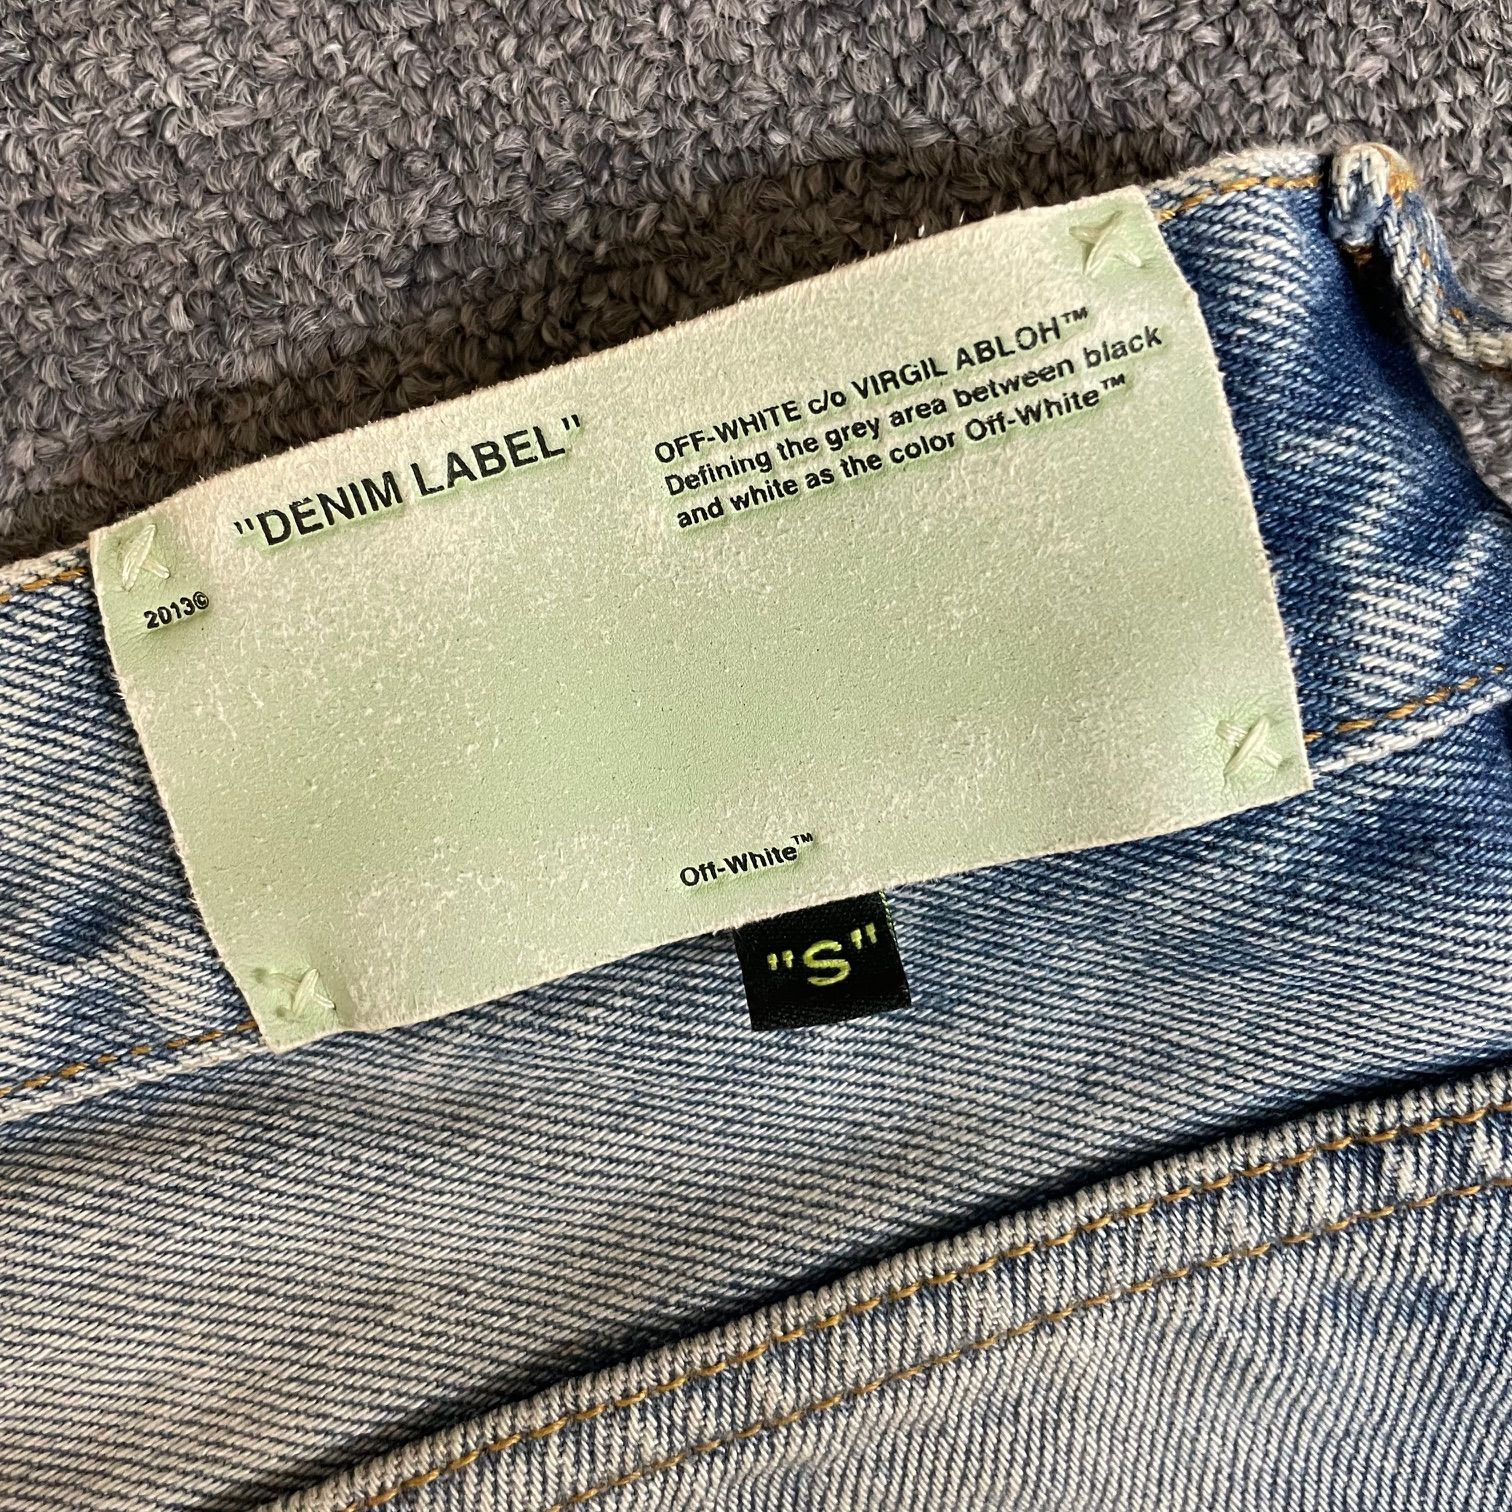 "DENIM LABEL"
2013©
OFF-WHITE c/o VIRGIL ABLOH™
Defining the grey area between black
and white as the color Off-White™
Off-White™
"S"